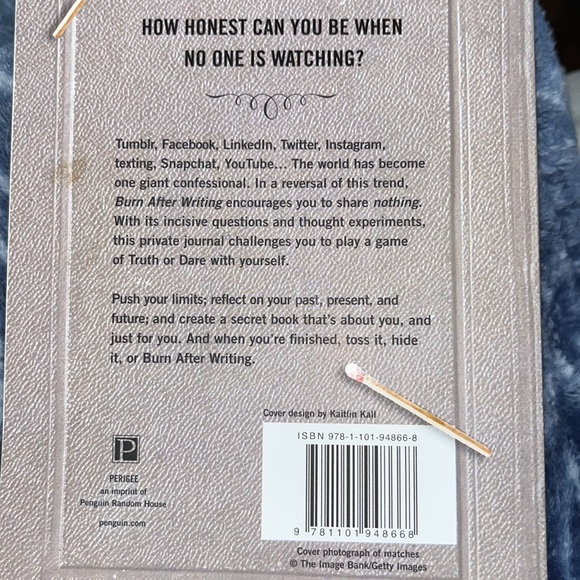 HOW HONEST CAN YOU BE WHEN
NO ONE IS WATCHING?
Tumblr, Facebook, LinkedIn, Twitter, Instagram,
texting, Snapchat, YouTube... The world has become
one giant confessional. In a reversal of this trend,
Burn After Writing encourages you to share nothing.
With its incisive questions and thought experiments,
this private journal challenges you to play a game
of Truth or Dare with yourself.
Push your limits; reflect on your past, present, and
future; and create a secret book that's about you, and
just for you. And when you're finished, toss it, hide
it, or Burn After Writing.
Cover design by Kaitlin Kall
ISBN 978-1-101-94866-8
9 781101 948668
P
PERIGEE
an imprint of
Penguin Random House
penguin.com
Cover photograph of matches
© The Image Bank/Getty Images